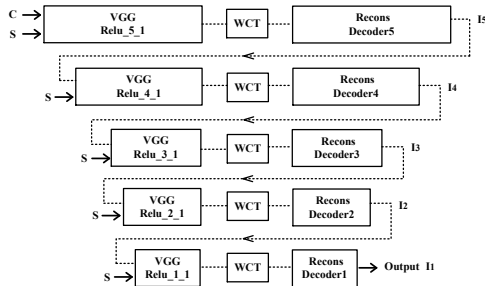 C
S
VGG
Relu_5_1
WCT
Recons
Decoder5
I5
S
VGG
Relu_4_1
WCT
Recons
Decoder4
I4
S
VGG
Relu_3_1
WCT
Recons
Decoder3
I3
S
VGG
Relu_2_1
WCT
Recons
Decoder2
I2
S
VGG
Relu_1_1
WCT
Recons
Decoder1
Output I1